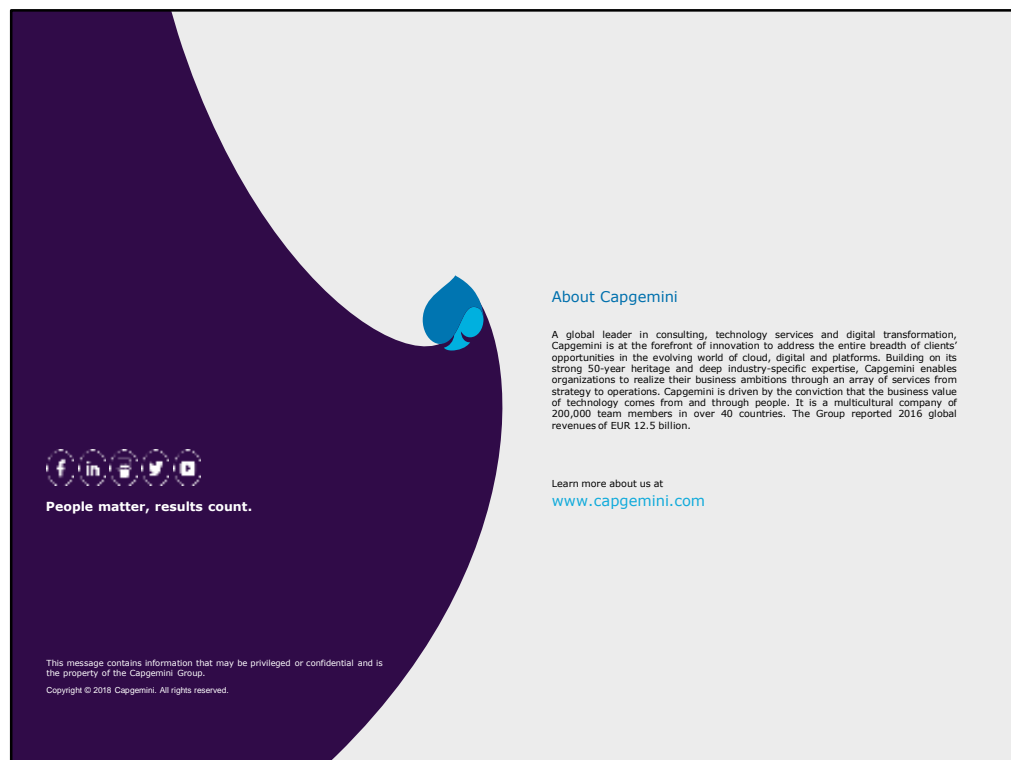 About Capgemini
A global leader in consulting, technology services and digital transformation,
Capgemini is at the forefront of innovation to address the entire breadth of clients’
opportunities in the evolving world of cloud, digital and platforms. Building on its
strong 50-year heritage and deep industry-specific expertise, Capgemini enables
organizations to realize their business ambitions through an array of services from
strategy to operations. Capgemini is driven by the conviction that the business value
of technology comes from and through people. It is a multicultural company of
200,000 team members in over 40 countries. The Group reported 2016 global
revenues of EUR 12.5 billion.
Learn more about us at
www.capgemini.com
People matter, results count.
This message contains information that may be privileged or confidential and is
the property of the Capgemini Group.
Copyright © 2018 Capgemini. All rights reserved.